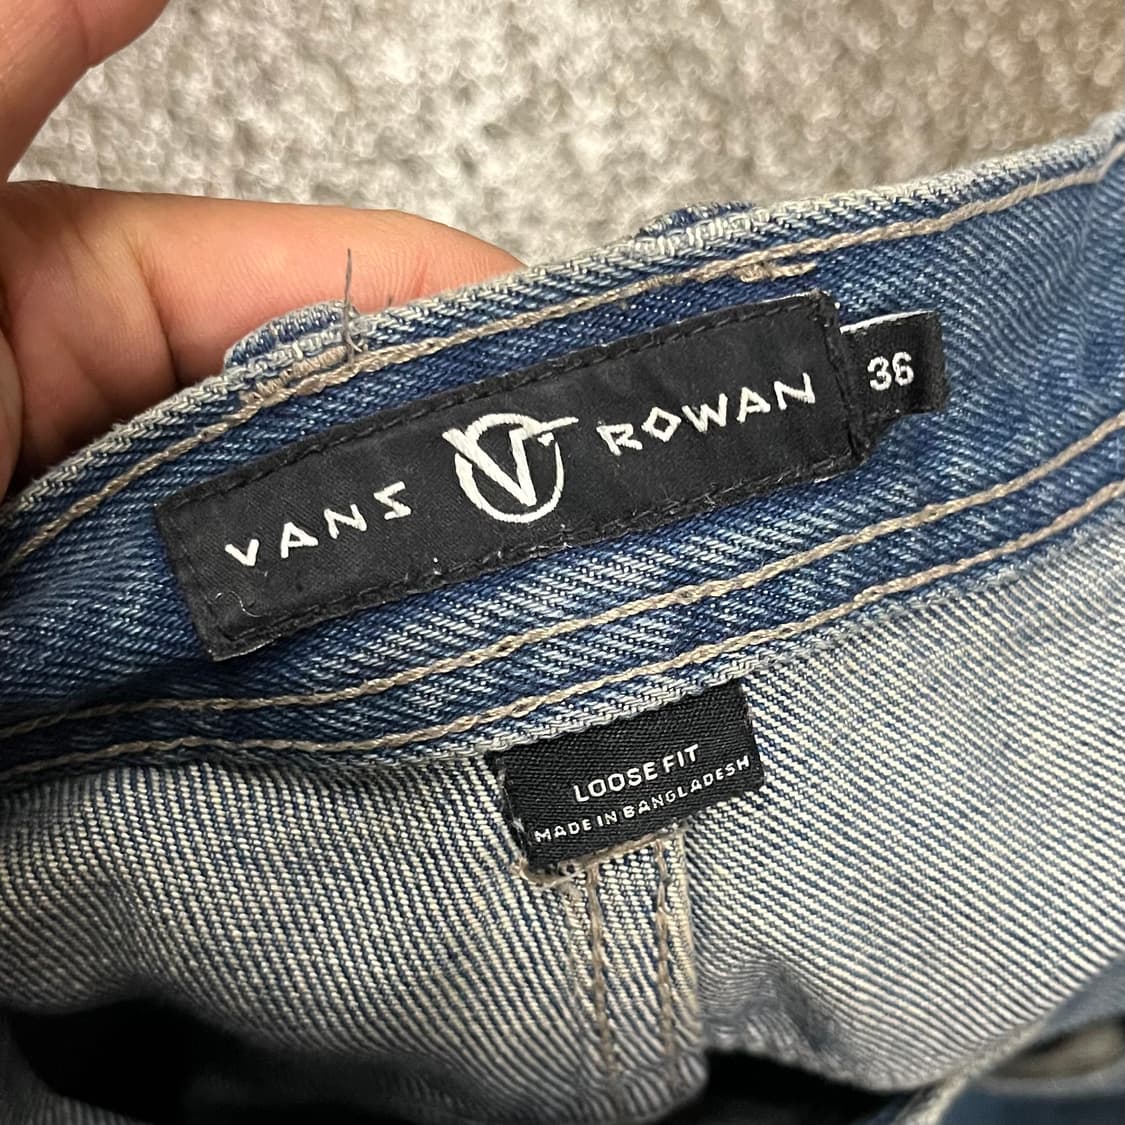 VANS V ROWAN
36
LOOSE FIT
MADE IN BANGLADESH